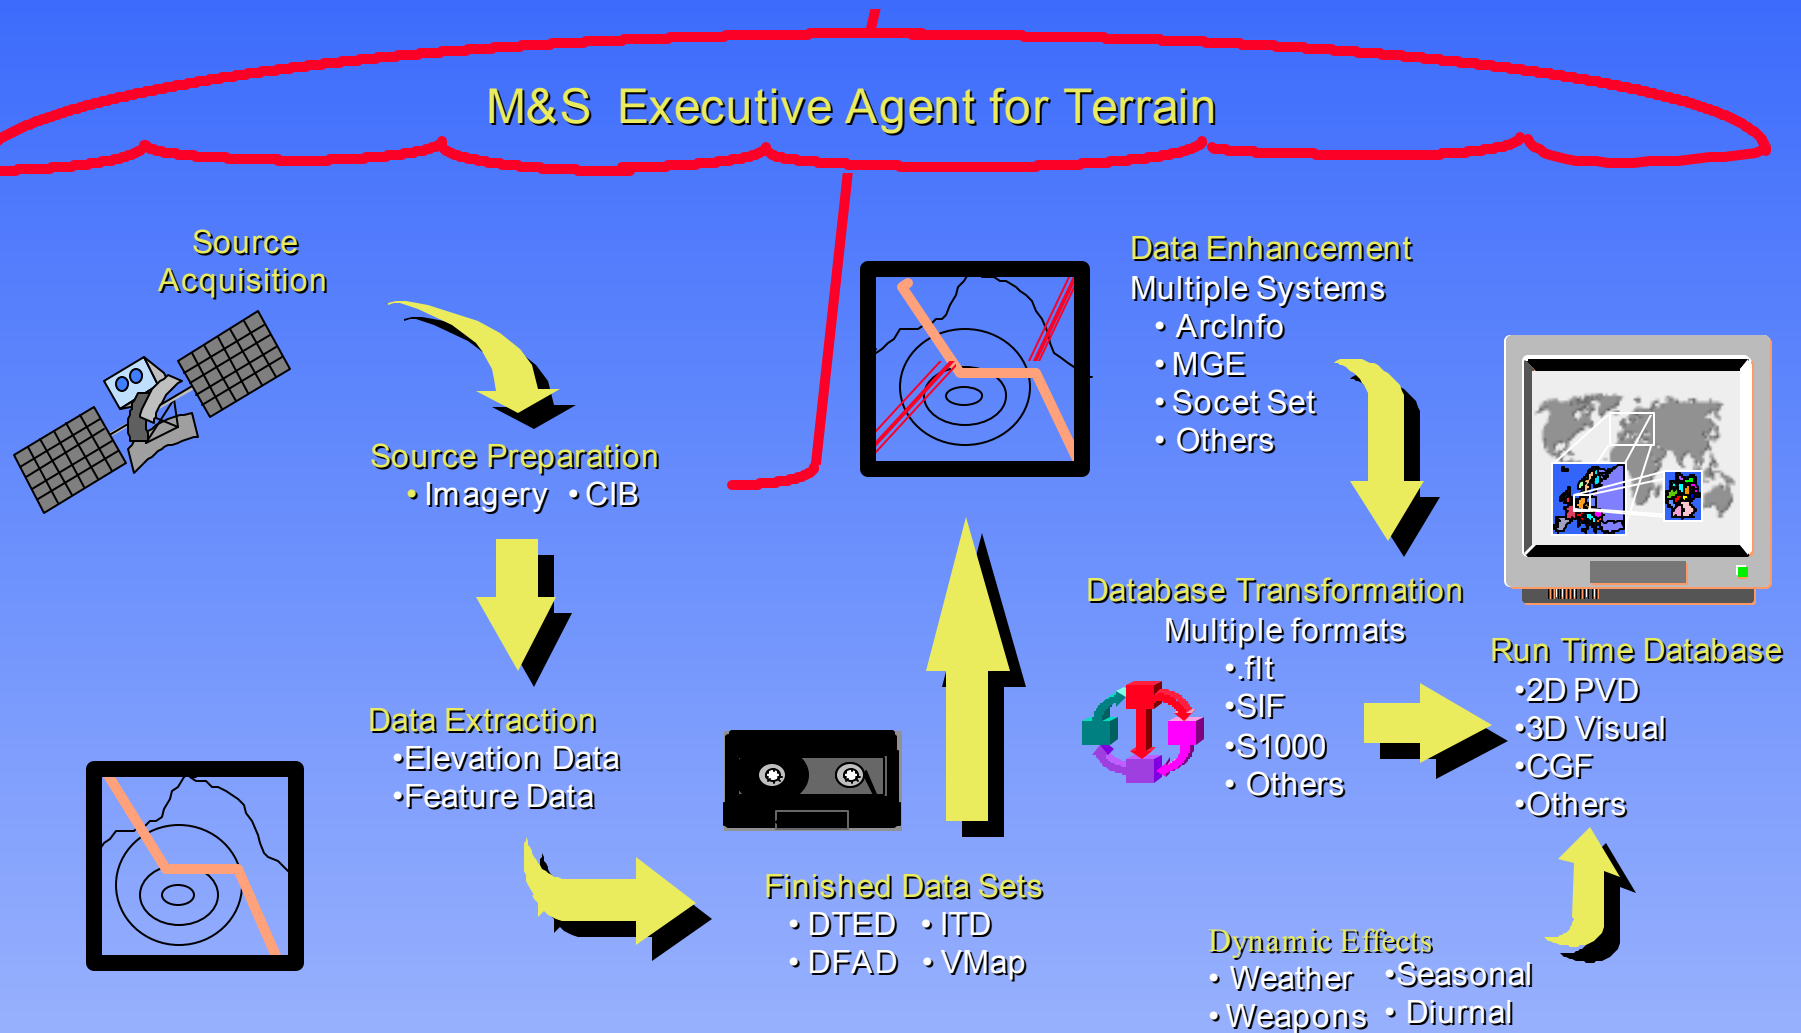 M&S Executive Agent for Terrain
Source
Acquisition
Source Preparation
• Imagery • CIB
Data Extraction
•Elevation Data
•Feature Data
Finished Data Sets
• DTED • ITD
• DFAD • VMap
Data Enhancement
Multiple Systems
• ArcInfo
• MGE
• Socet Set
• Others
Database Transformation
Multiple formats
•.flt
•SIF
•S1000
• Others
Run Time Database
•2D PVD
•3D Visual
•CGF
•Others
Dynamic Effects
• Weather •Seasonal
• Weapons • Diurnal